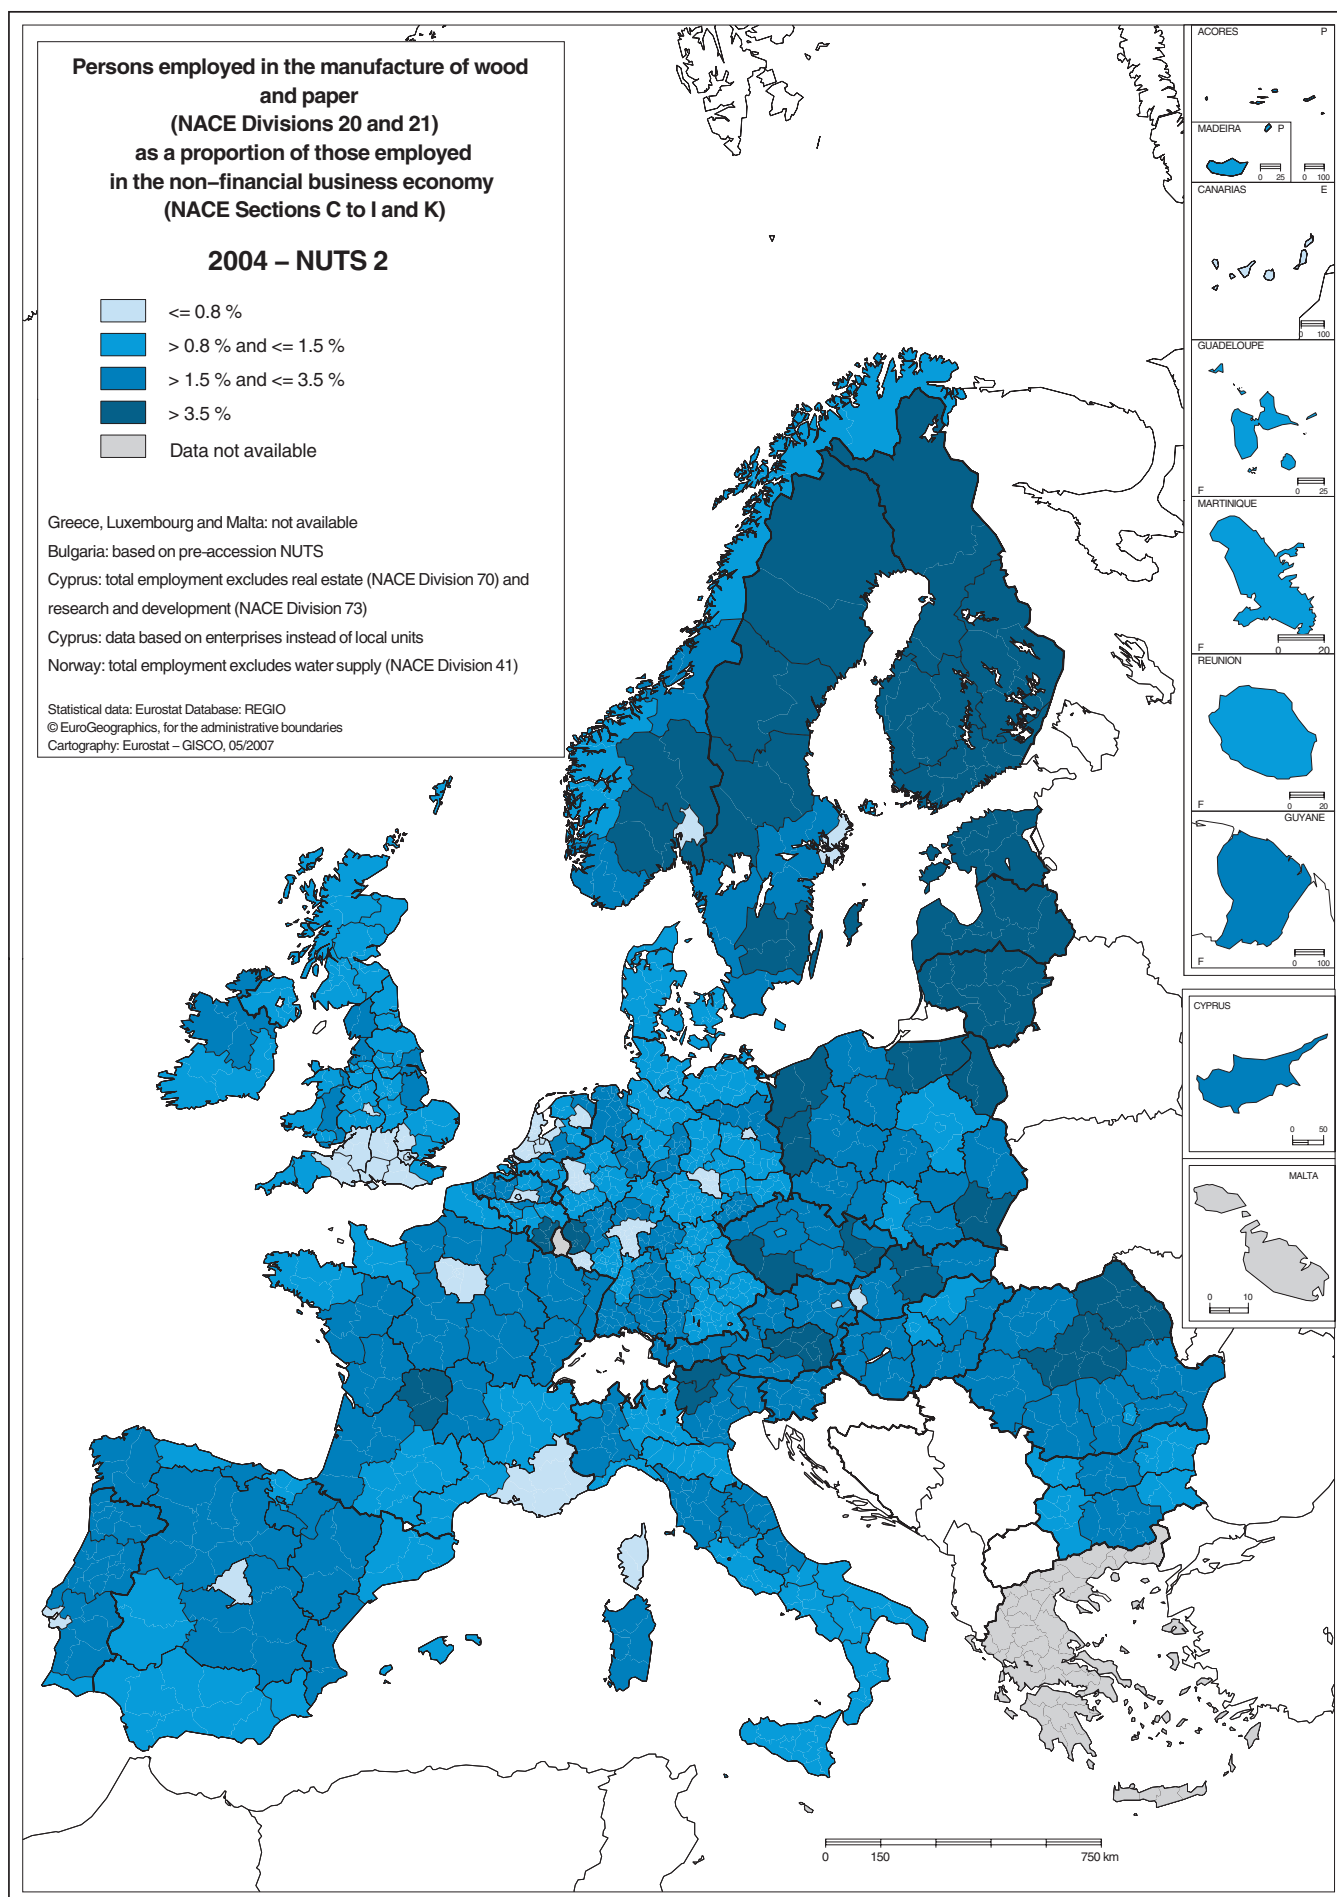 Persons employed in the manufacture of wood
and paper
(NACE Divisions 20 and 21)
as a proportion of those employed
in the non−financial business economy
(NACE Sections C to I and K)
2004 − NUTS 2
<= 0.8 %
> 0.8 % and <= 1.5 %
> 1.5 % and <= 3.5 %
> 3.5 %
Data not available
Greece, Luxembourg and Malta: not available
Bulgaria: based on pre-accession NUTS
Cyprus: total employment excludes real estate (NACE Division 70) and
research and development (NACE Division 73)
Cyprus: data based on enterprises instead of local units
Norway: total employment excludes water supply (NACE Division 41)
Statistical data: Eurostat Database: REGIO
© EuroGeographics, for the administrative boundaries
Cartography: Eurostat − GISCO, 05/2007
ACORES P
MADEIRA P
0 25 0 100
CANARIAS E
0 100
GUADELOUPE
F 0 25
MARTINIQUE
F 0 20
REUNION
F 0 20
GUYANE
F 0 100
CYPRUS
0 50
MALTA
0 10
0 150 750 km